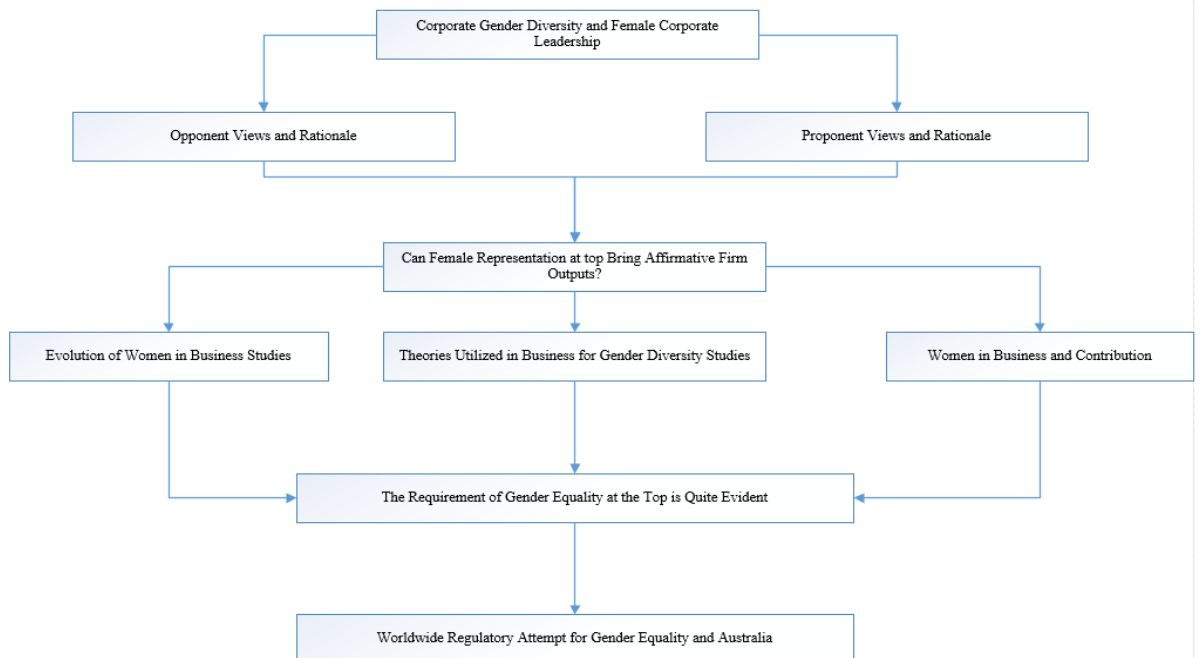 Corporate Gender Diversity and Female Corporate
Leadership
Opponent Views and Rationale
Proponent Views and Rationale
Can Female Representation at top Bring Affirmative Firm
Outputs?
Evolution of Women in Business Studies
Theories Utilized in Business for Gender Diversity Studies
Women in Business and Contribution
The Requirement of Gender Equality at the Top is Quite Evident
Worldwide Regulatory Attempt for Gender Equality and Australia